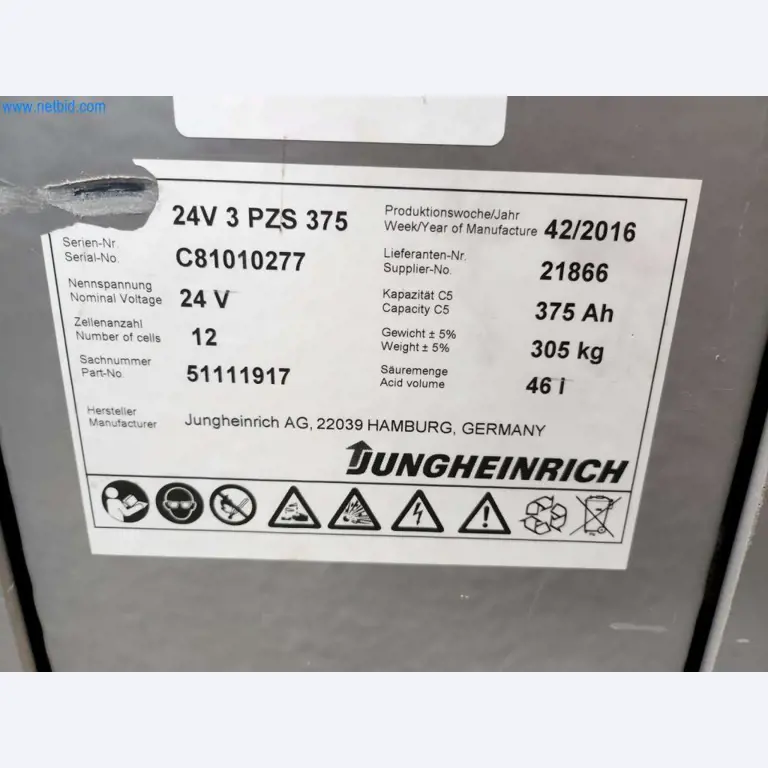 www.netbid.com
24V 3 PZS 375
Serien-Nr.
Serial-No.
C81010277
Nennspannung
Nominal Voltage
24 V
Zellenanzahl
Number of cells
12
Sachnummer
Part-No.
51111917
Produktionswoche/Jahr
Week/Year of Manufacture
42/2016
Lieferanten-Nr.
Supplier-No.
21866
Kapazität C5
Capacity C5
375 Ah
Gewicht ± 5%
Weight ± 5%
305 kg
Säuremenge
Acid volume
46 l
Hersteller
Manufacturer
Jungheinrich AG, 22039 HAMBURG, GERMANY
JUNGHEINRICH